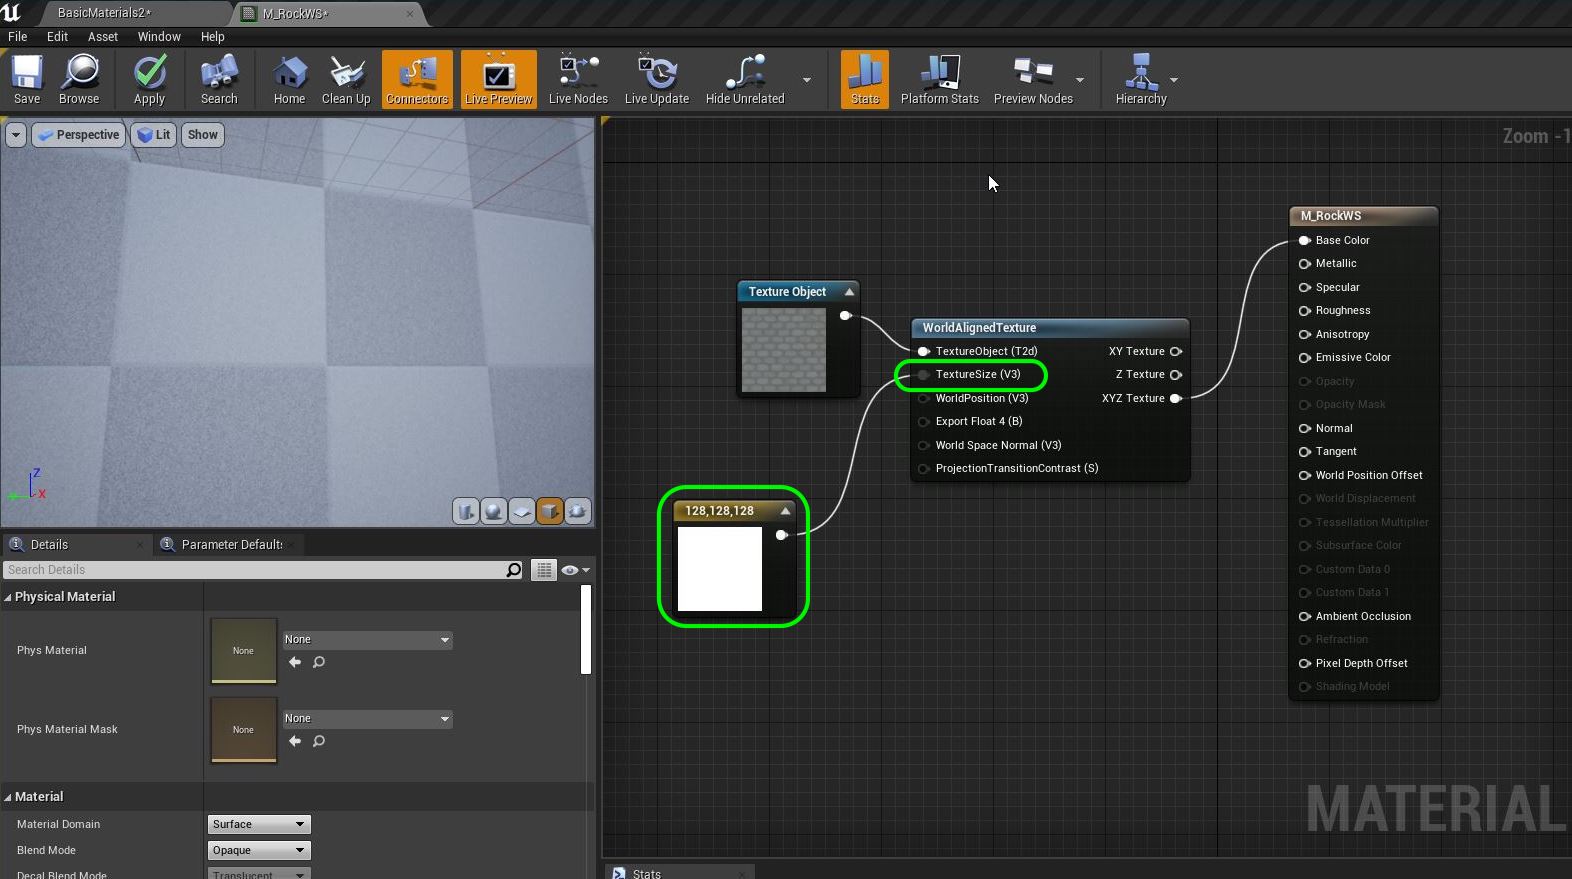 BasicMaterials2*
M_RockWS*
File Edit Asset Window Help
Save Browse Apply Search Home Clean Up Connectors Live Preview Live Nodes Live Update Hide Unrelated Stats Platform Stats Preview Nodes Hierarchy
Perspective Lit Show
Zoom -1
M_RockWS
Base Color
Metallic
Specular
Roughness
Anisotropy
Emissive Color
Opacity
Opacity Mask
Normal
Tangent
World Position Offset
World Displacement
Tessellation Multiplier
Subsurface Color
Custom Data 0
Custom Data 1
Ambient Occlusion
Refraction
Pixel Depth Offset
Shading Model
Texture Object
WorldAlignedTexture
TextureObject (T2d) XY Texture
TextureSize (V3) Z Texture
WorldPosition (V3) XYZ Texture
Export Float 4 (B)
World Space Normal (V3)
ProjectionTransitionContrast (S)
128,128,128
Z
X
Details Parameter Default
Search Details
Physical Material
Phys Material None None
Phys Material Mask None None
Material
Material Domain Surface
Blend Mode Opaque
Decal Blend Mode Translucent
MATERIAL
Stats